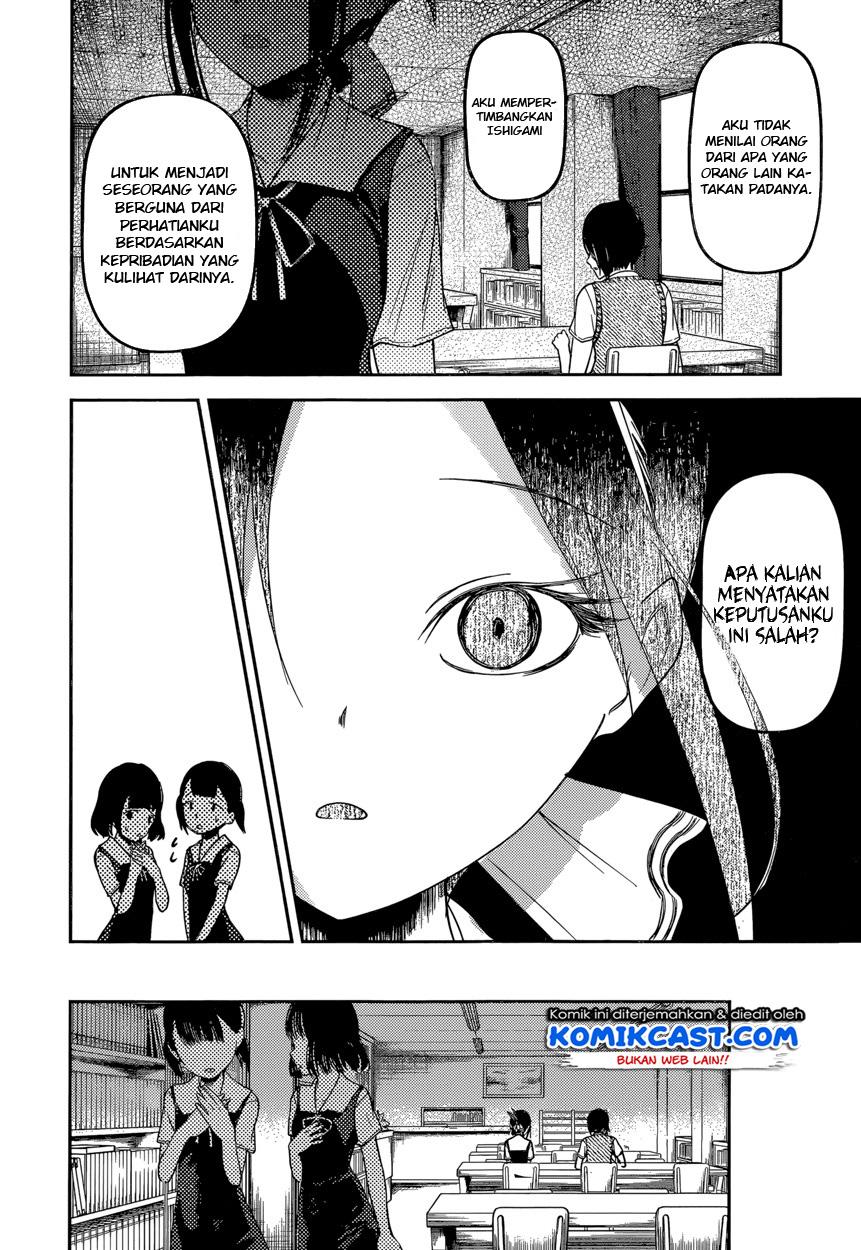 AKU TIDAK
MENILAI ORANG
DARI APA YANG
ORANG LAIN KA-
TAKAN PADANYA.
AKU MEMPER-
TIMBANGKAN
ISHIGAMI
UNTUK MENJADI
SESEORANG YANG
BERGUNA DARI
PERHATIANKU
BERDASARKAN
KEPRIBADIAN YANG
KULIHAT DARINYA.
APA KALIAN
MENYATAKAN
KEPUTUSANKU
INI SALAH?
Komik ini diterjemahkan & diedit oleh
KOMIKCAST.COM
BUKAN WEB LAIN!!